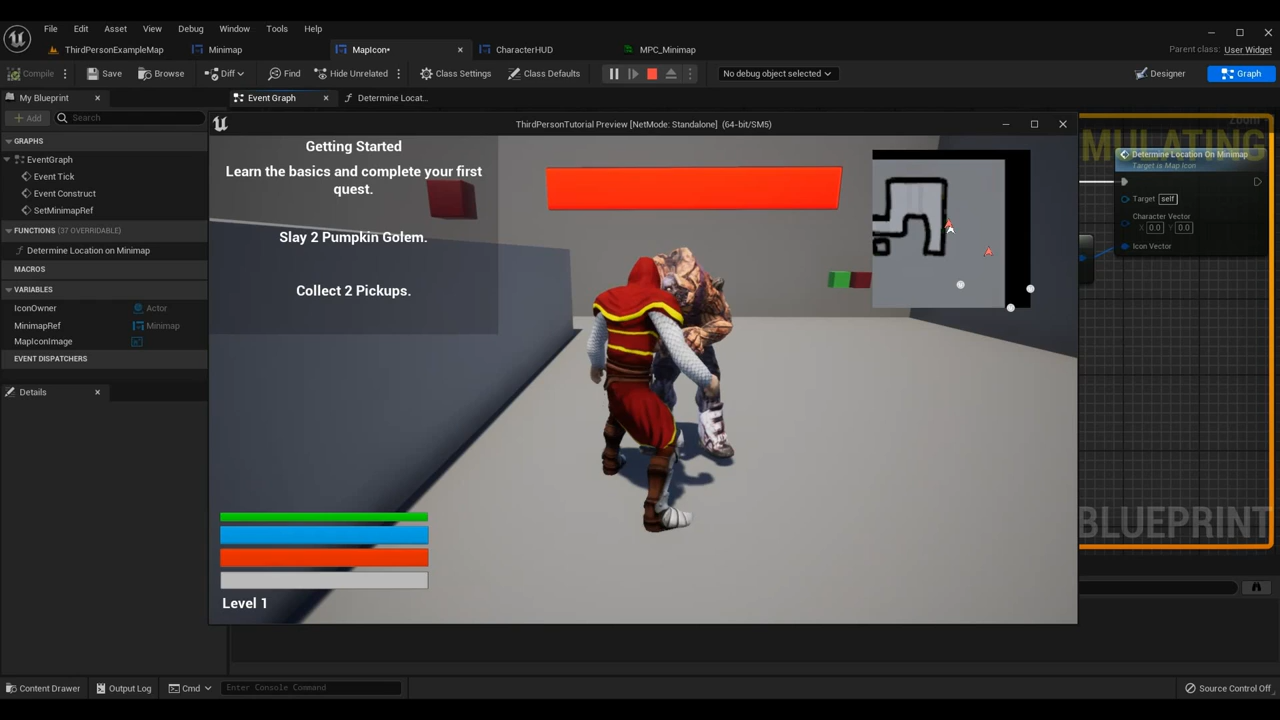 File Edit Asset View Window Debug Tools Help
ThirdPersonExampleMap Minimap MapIcon• CharacterHUD MPC_Minimap
Parent class: User Widget
Compile Save Browse Diff Find Hide Unrelated Class Settings Class Defaults No debug object selected Designer Graph
My Blueprint Event Graph Determine Locat...
Add Search
GRAPHS
EventGraph
Event Tick
Event Construct
SetMinimapRef
FUNCTIONS (37 OVERRIDABLE)
Determine Location on Minimap
MACROS
VARIABLES
IconOwner Actor
MinimapRef Minimap
MapIconImage
EVENT DISPATCHERS
Details
ThirdPersonTutorial Preview [NetMode: Standalone] (64-bit/SM5)
Getting Started
Learn the basics and complete your first
quest.
Slay 2 Pumpkin Golem.
Collect 2 Pickups.
Level 1
Zoom
MULATING
Determine Location On Minimap
Target is Map Icon
Target self
Character Vector
X 0.0 Y 0.0
Icon Vector
BLUEPRINT
Content Drawer Output Log Cmd Enter Console Command Source Control Off